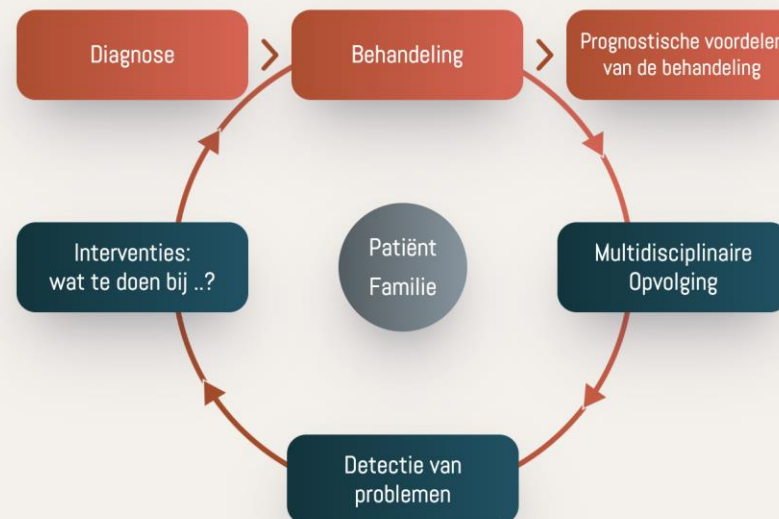 Diagnose
Behandeling
Prognostische voordelen
van de behandeling
Interventies:
wat te doen bij ..?
Patiënt
Familie
Multidisciplinaire
Opvolging
Detectie van
problemen